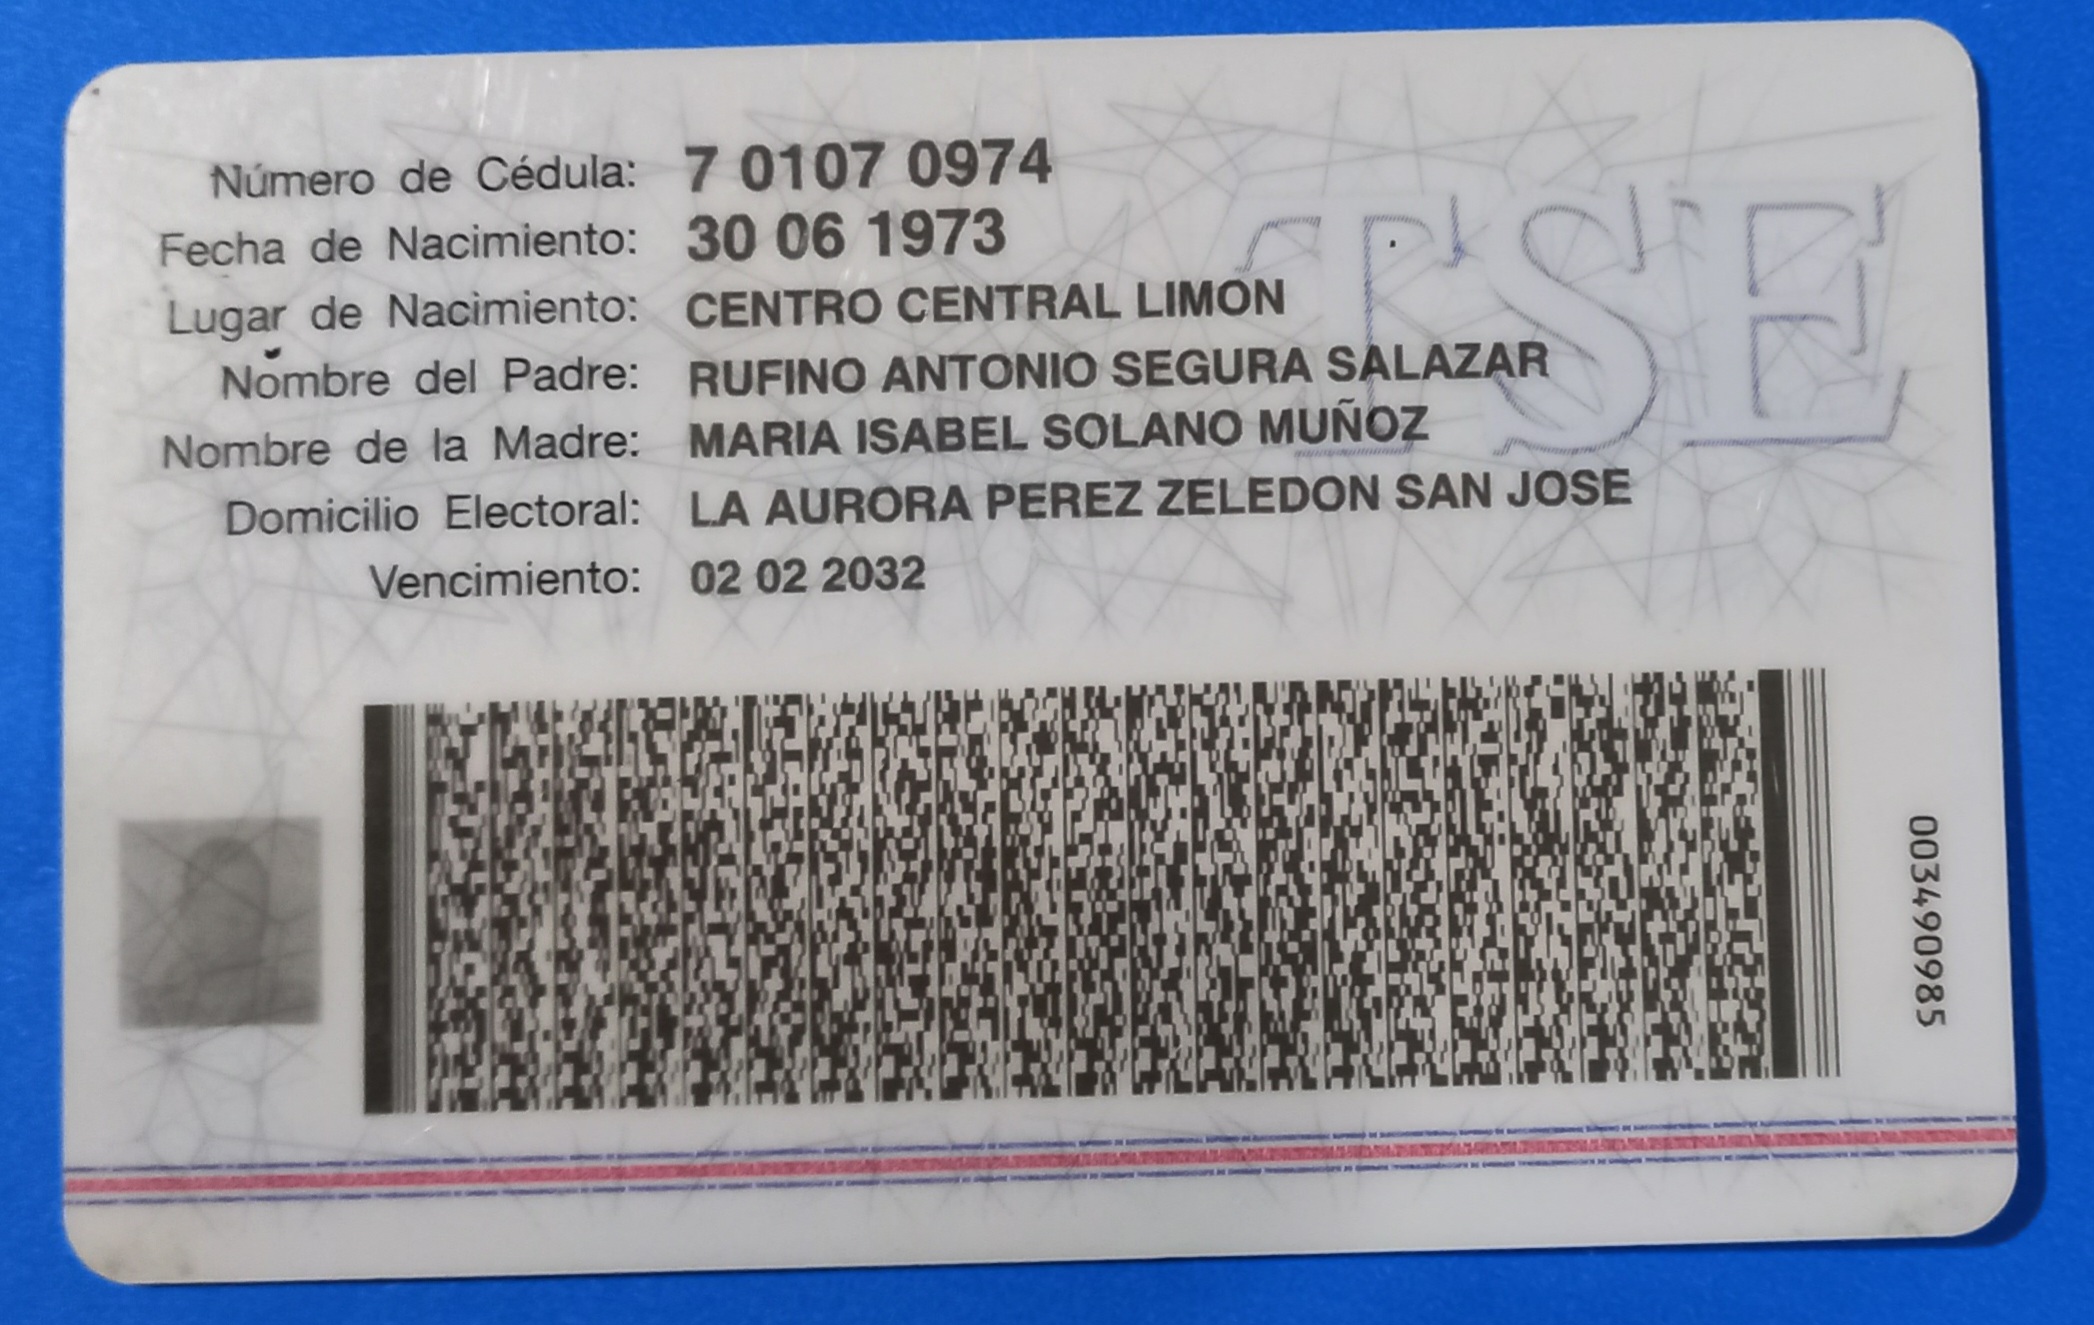 Número de Cédula: 7 0107 0974
Fecha de Nacimiento: 30 06 1973
Lugar de Nacimiento: CENTRO CENTRAL LIMON
Nombre del Padre: RUFINO ANTONIO SEGURA SALAZAR
Nombre de la Madre: MARIA ISABEL SOLANO MUÑOZ
Domicilio Electoral: LA AURORA PEREZ ZELEDON SAN JOSE
Vencimiento: 02 02 2032
TSE
003490985